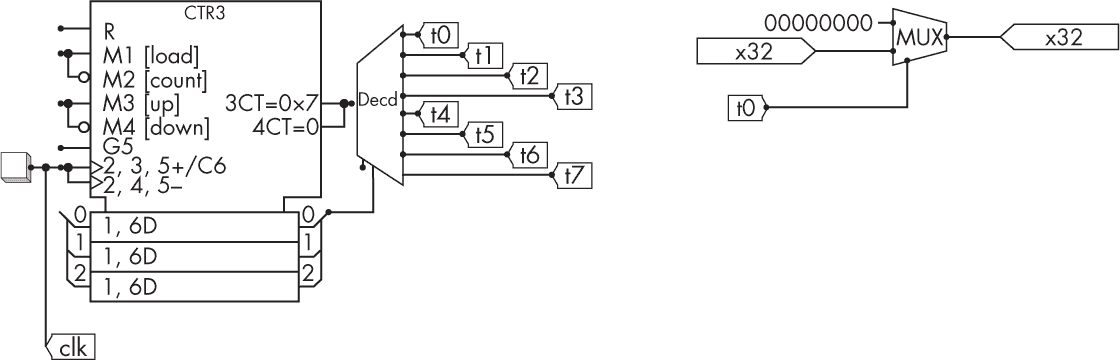 CTR3
R
M1 [load]
M2 [count]
M3 [up]
M4 [down]
G5
2, 3, 5+/C6
2, 4, 5–
3CT=0×7
4CT=0
0
1, 6D
0
1
1, 6D
1
2
1, 6D
2
clk
Decd
t0
t1
t2
t3
t4
t5
t6
t7
00000000
x32
MUX
x32
t0